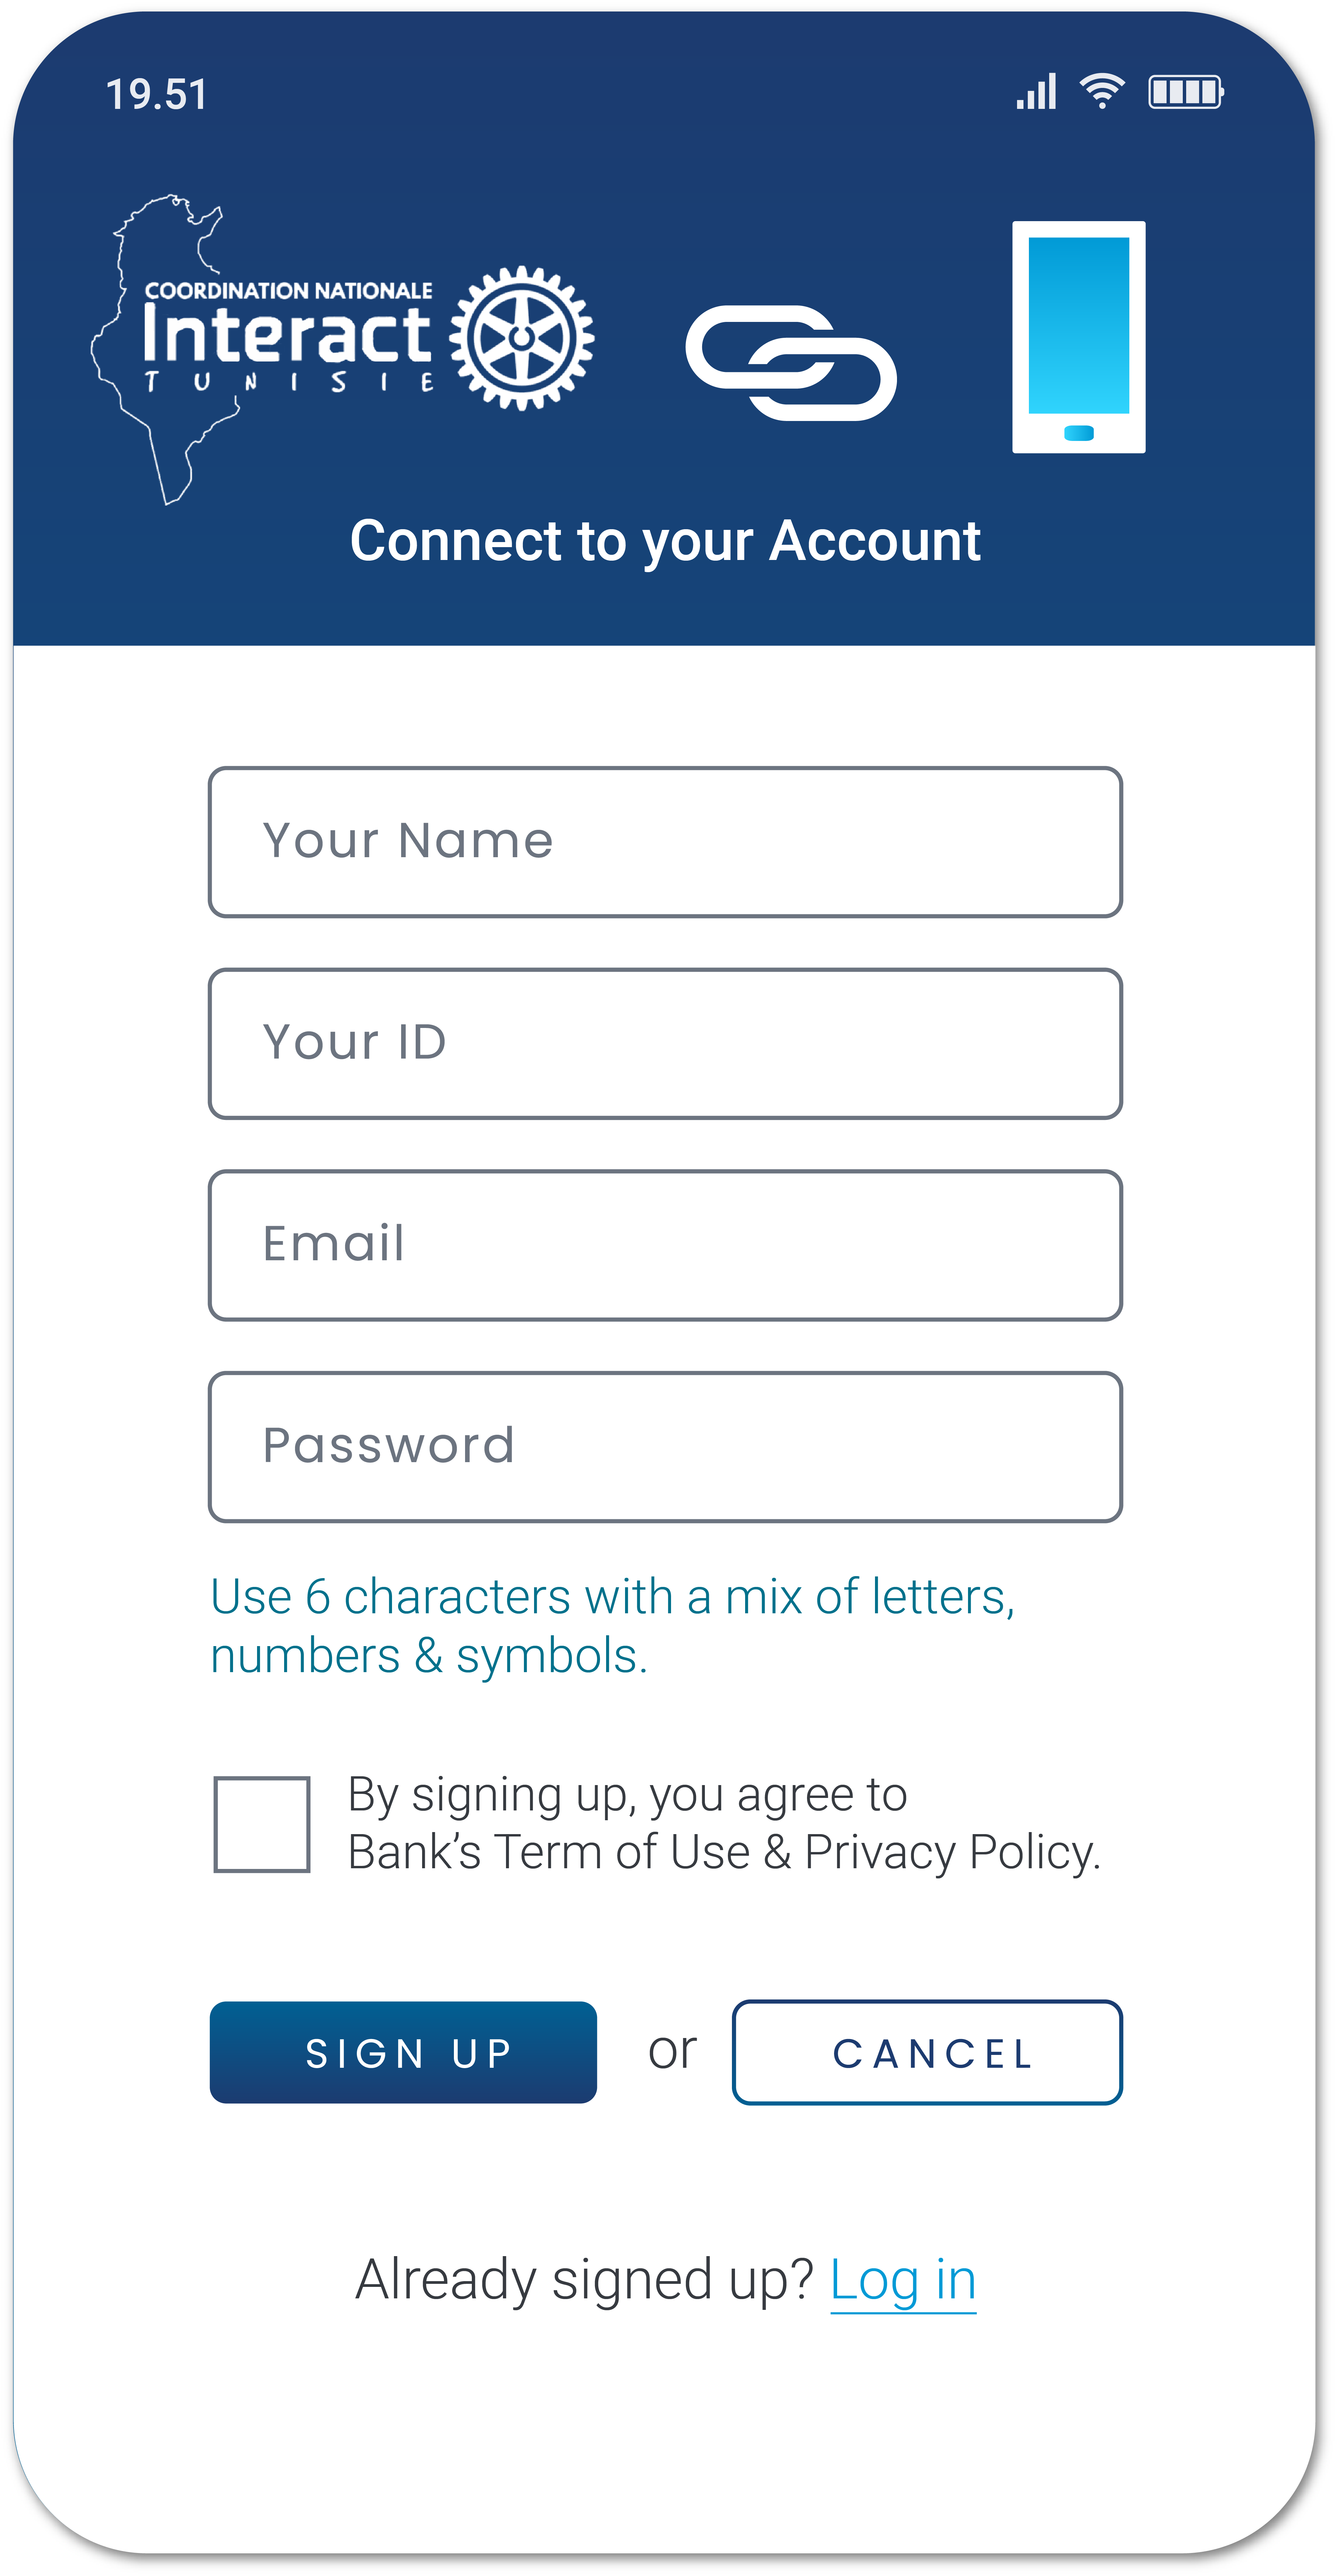 19.51
COORDINATION NATIONALE
Interact
TUNISIE
Connect to your Account
Your Name
Your ID
Email
Password
Use 6 characters with a mix of letters,
numbers & symbols.
By signing up, you agree to
Bank’s Term of Use & Privacy Policy.
SIGN UP or CANCEL
Already signed up? Log in